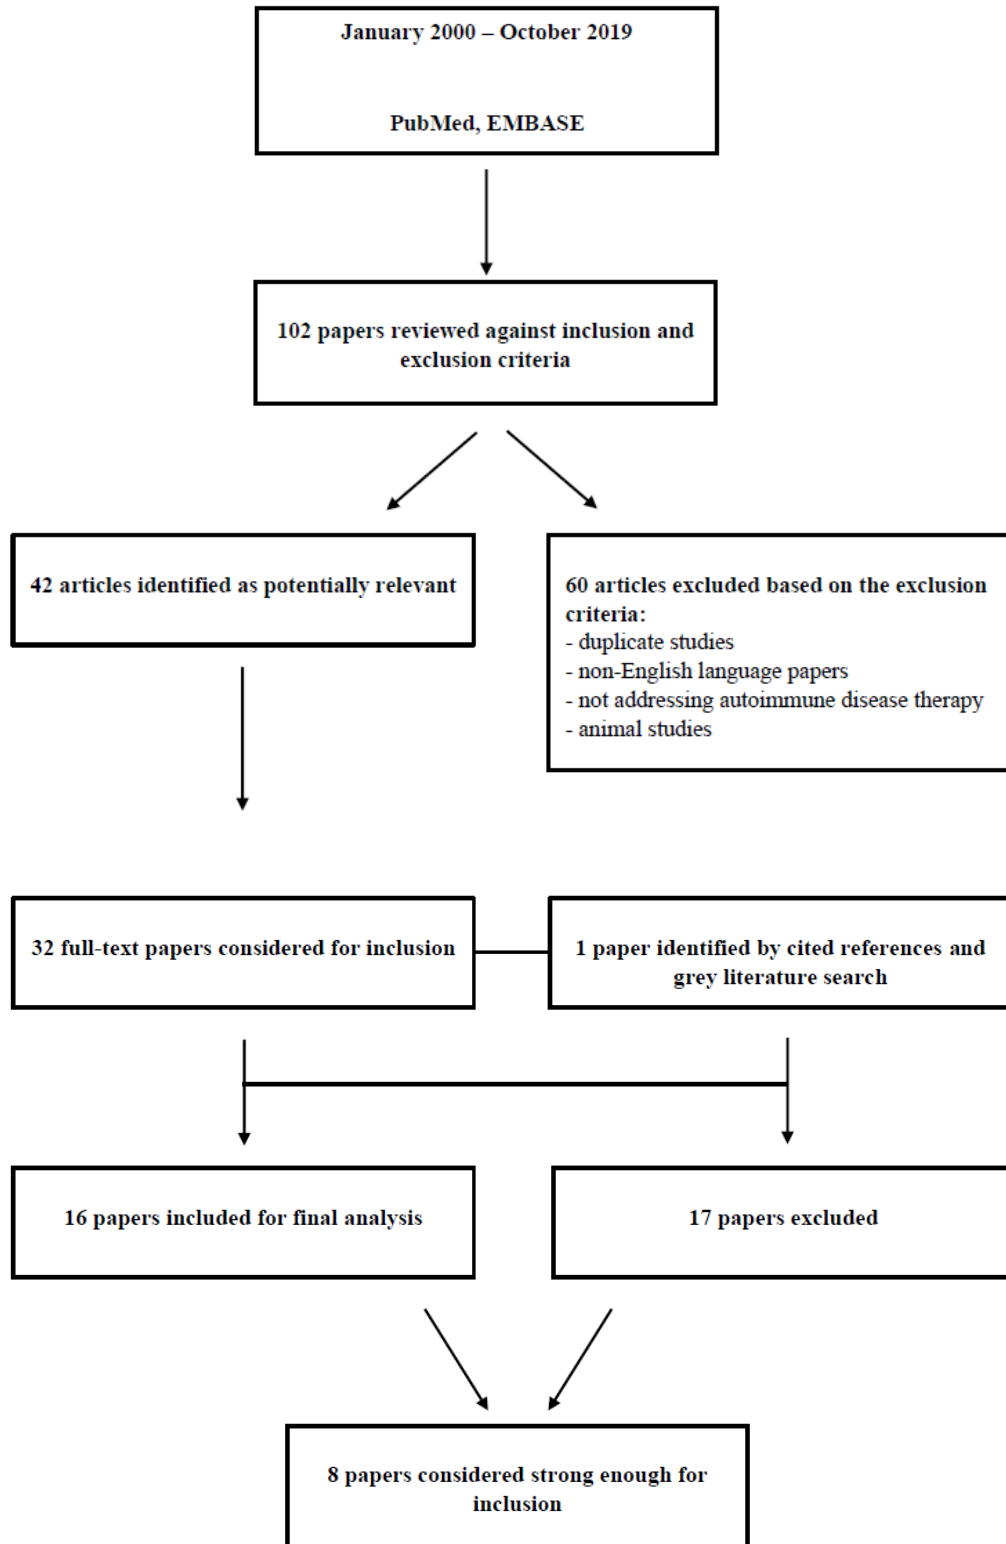 January 2000 – October 2019
PubMed, EMBASE
102 papers reviewed against inclusion and
exclusion criteria
42 articles identified as potentially relevant
60 articles excluded based on the exclusion
criteria:
- duplicate studies
- non-English language papers
- not addressing autoimmune disease therapy
- animal studies
32 full-text papers considered for inclusion
1 paper identified by cited references and
grey literature search
16 papers included for final analysis
17 papers excluded
8 papers considered strong enough for
inclusion